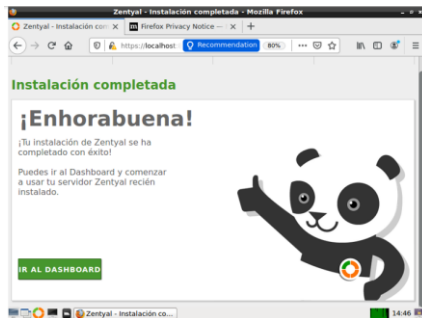 Zentyal - Instalación completada - Mozilla Firefox
Zentyal - Instalación con
Firefox Privacy Notice —
https://localhost
Recommendation
80%
Instalación completada
¡Enhorabuena!
¡Tu instalación de Zentyal se ha
completado con éxito!
Puedes ir al Dashboard y comenzar
a usar tu servidor Zentyal recién
instalado.
IR AL DASHBOARD
Zentyal - Instalación co...
14:46